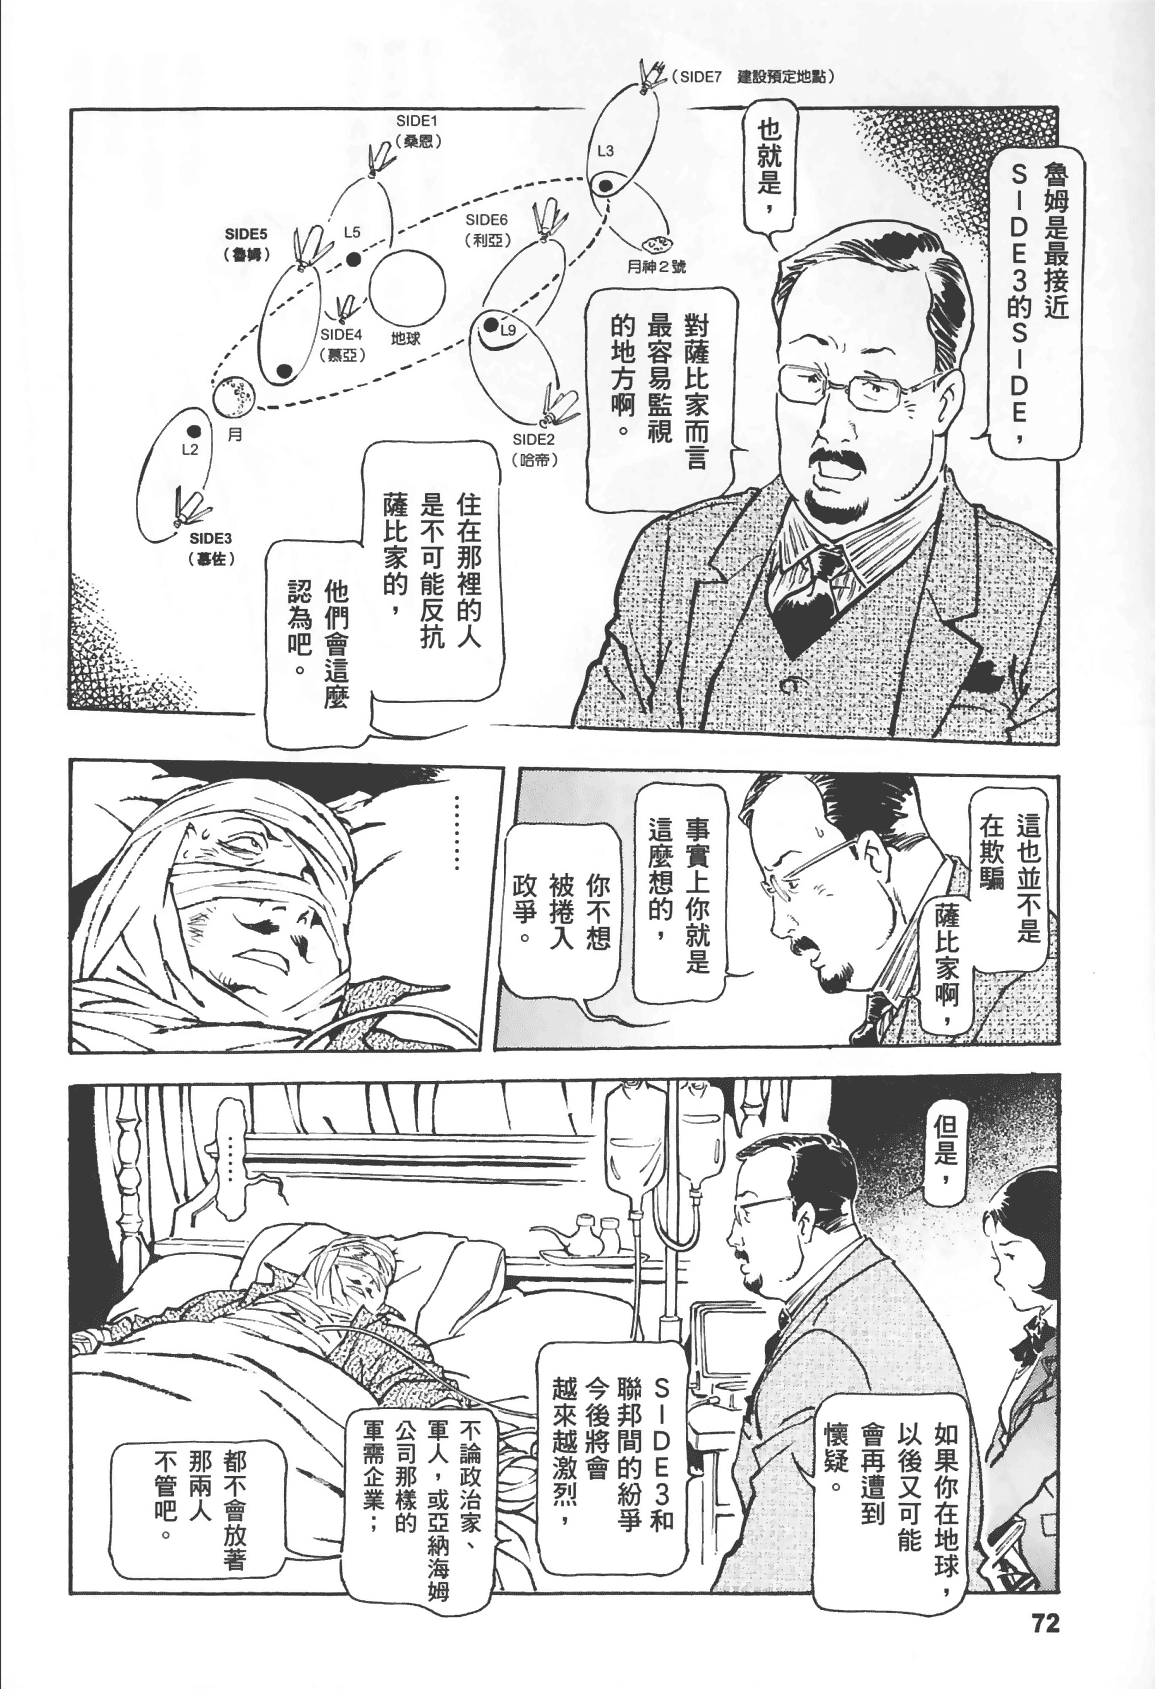 魯姆是最接近
SIDE3的SIDE，
也就是，
對薩比家而言
最容易監視
的地方啊。
住在那裡的人
是不可能反抗
薩比家的，
他們會這麼
認為吧。
(SIDE7 建設預定地點)
SIDE1
(桑恩)
L3
SIDE6
(利亞)
SIDE5
(魯姆)
L5
月神２號
SIDE4
(慕亞)
地球
L9
月
SIDE2
(哈帝)
L2
SIDE3
(慕佐)
這也並不是
在欺騙
薩比家啊，
事實上你就是
這麼想的，
你不想
被捲入
政爭。
………
但是，
如果你在地球，
以後又可能
會再遭到
懷疑。
SIDE3和
聯邦間的紛爭
今後將會
越來越激烈，
不論政治家、
軍人，或亞納海姆
公司那樣的
軍需企業；
都不會放著
那兩人
不管吧。
……
72